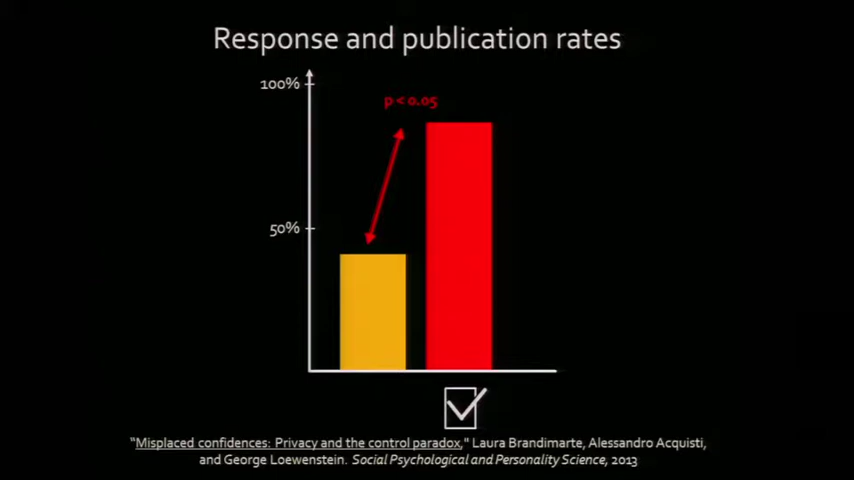 Response and publication rates
100%
p < 0.05
50%
"Misplaced confidences: Privacy and the control paradox," Laura Brandimarte, Alessandro Acquisti,
and George Loewenstein. Social Psychological and Personality Science, 2013